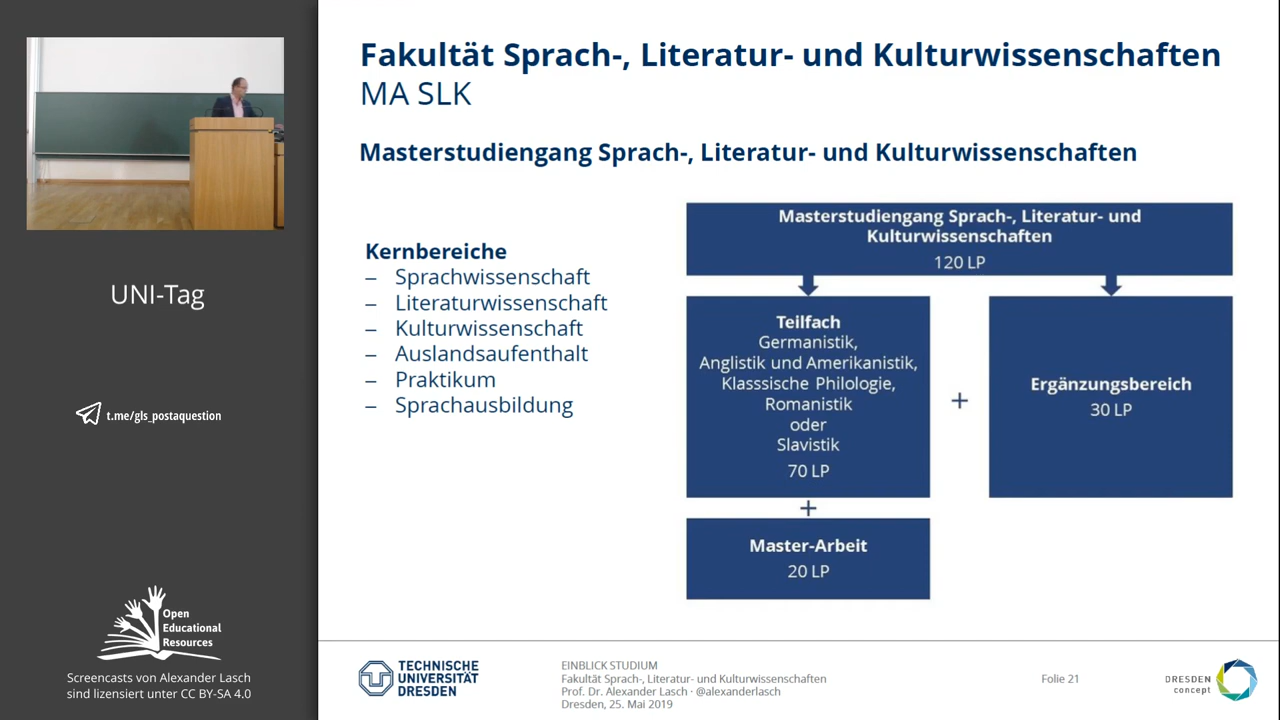 Fakultät Sprach-, Literatur- und Kulturwissenschaften
MA SLK
Masterstudiengang Sprach-, Literatur- und Kulturwissenschaften
Kernbereiche
– Sprachwissenschaft
– Literaturwissenschaft
– Kulturwissenschaft
– Auslandsaufenthalt
– Praktikum
– Sprachausbildung
Masterstudiengang Sprach-, Literatur- und
Kulturwissenschaften
120 LP
Teilfach
Germanistik,
Anglistik und Amerikanistik,
Klasssische Philologie,
Romanistik
oder
Slavistik
70 LP
+
Ergänzungsbereich
30 LP
+
Master-Arbeit
20 LP
UNI-Tag
t.me/gls_postaquestion
Open
Educational
Resources
Screencasts von Alexander Lasch
sind lizensiert unter CC BY-SA 4.0
TECHNISCHE
UNIVERSITÄT
DRESDEN
EINBLICK STUDIUM
Fakultät Sprach-, Literatur- und Kulturwissenschaften
Prof. Dr. Alexander Lasch · @alexanderlasch
Dresden, 25. Mai 2019
Folie 21
DRESDEN
concept